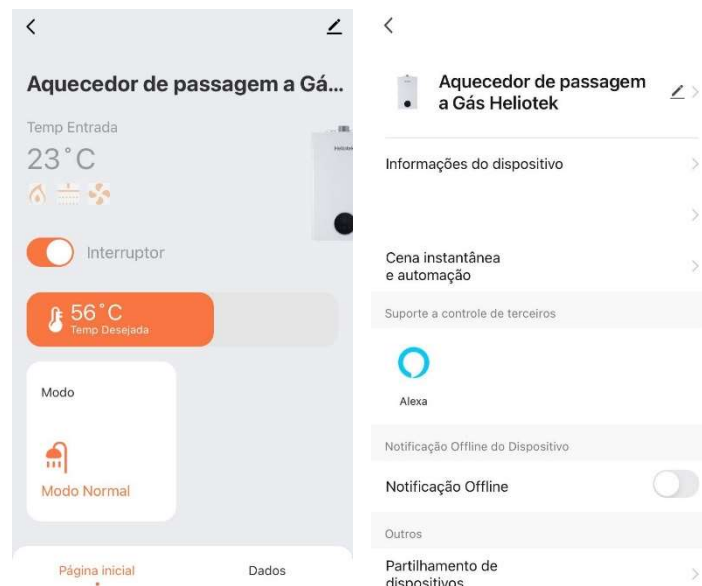 Aquecedor de passagem a Gá...
Temp Entrada
23°C
Interruptor
56°C
Temp Desejada
Modo
Modo Normal
Página inicial
Dados
Aquecedor de passagem
a Gás Heliotek
Informações do dispositivo
Cena instantânea
e automação
Suporte a controle de terceiros
Alexa
Notificação Offline do Dispositivo
Notificação Offline
Outros
Partilhamento de
dispositivos